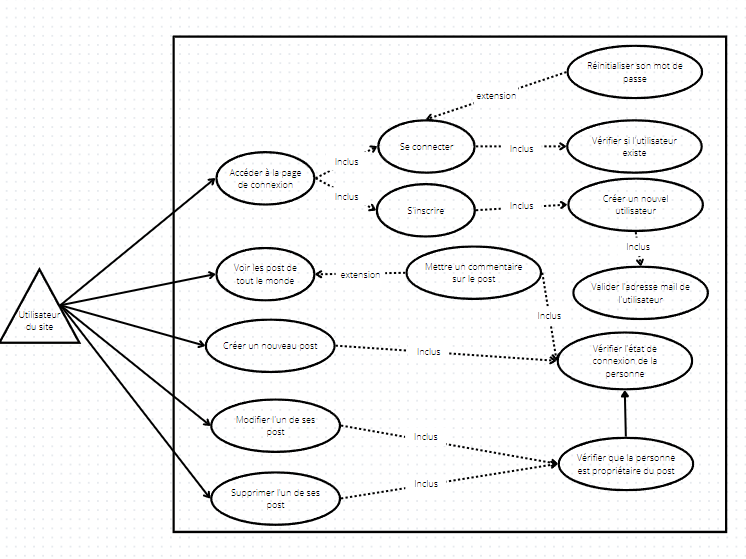 Réinitialiser son mot de
passe
extension
Se connecter
Inclus
Vérifier si l'utilisateur
existe
Inclus
Accéder à la page
de connexion
Inclus
S'inscrire
Inclus
Créer un nouvel
utilisateur
Inclus
Voir les post de
tout le monde
extension
Mettre un commentaire
sur le post
Valider l'adresse mail de
l'utilisateur
Inclus
Utilisateur
du site
Créer un nouveau post
Inclus
Vérifier l'état de
connexion de la
personne
Modifier l'un de ses
post
Inclus
Vérifier que la personne
est propriétaire du post
Inclus
Supprimer l'un de ses
post